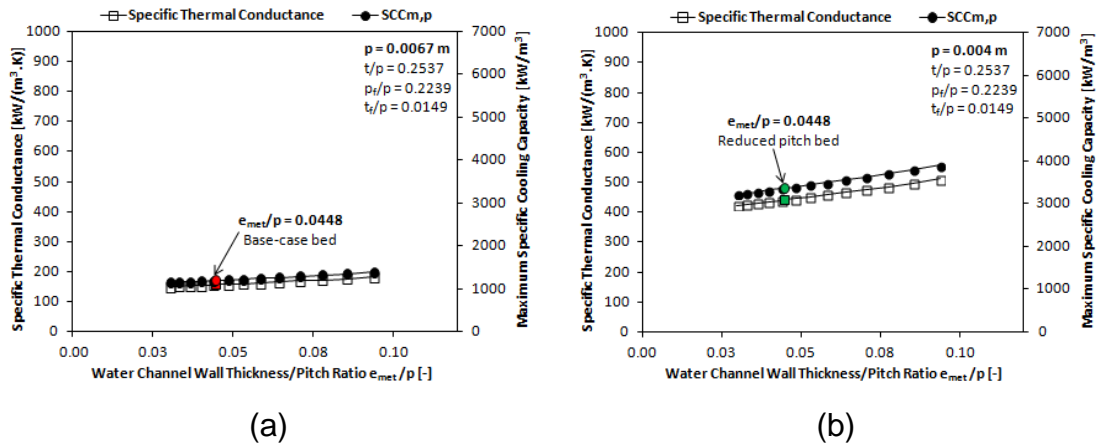 Specific Thermal Conductance SCCm,p
Specific Thermal Conductance [kW/(m³.K)]
1000
900
800
700
600
500
400
300
200
100
0
p = 0.0067 m
t/p = 0.2537
pf/p = 0.2239
tf/p = 0.0149
emet/p = 0.0448
Base-case bed
7000
6000
5000
4000
3000
2000
1000
0
Maximum Specific Cooling Capacity [kW/m³]
0.00 0.03 0.05 0.08 0.10
Water Channel Wall Thickness/Pitch Ratio emet/p [-]
(a)
Specific Thermal Conductance SCCm,p
Specific Thermal Conductance [kW/(m³.K)]
1000
900
800
700
600
500
400
300
200
100
0
p = 0.004 m
t/p = 0.2537
pf/p = 0.2239
tf/p = 0.0149
emet/p = 0.0448
Reduced pitch bed
7000
6000
5000
4000
3000
2000
1000
0
Maximum Specific Cooling Capacity [kW/m³]
0.00 0.03 0.05 0.08 0.10
Water Channel Wall Thickness/Pitch Ratio emet/p [-]
(b)